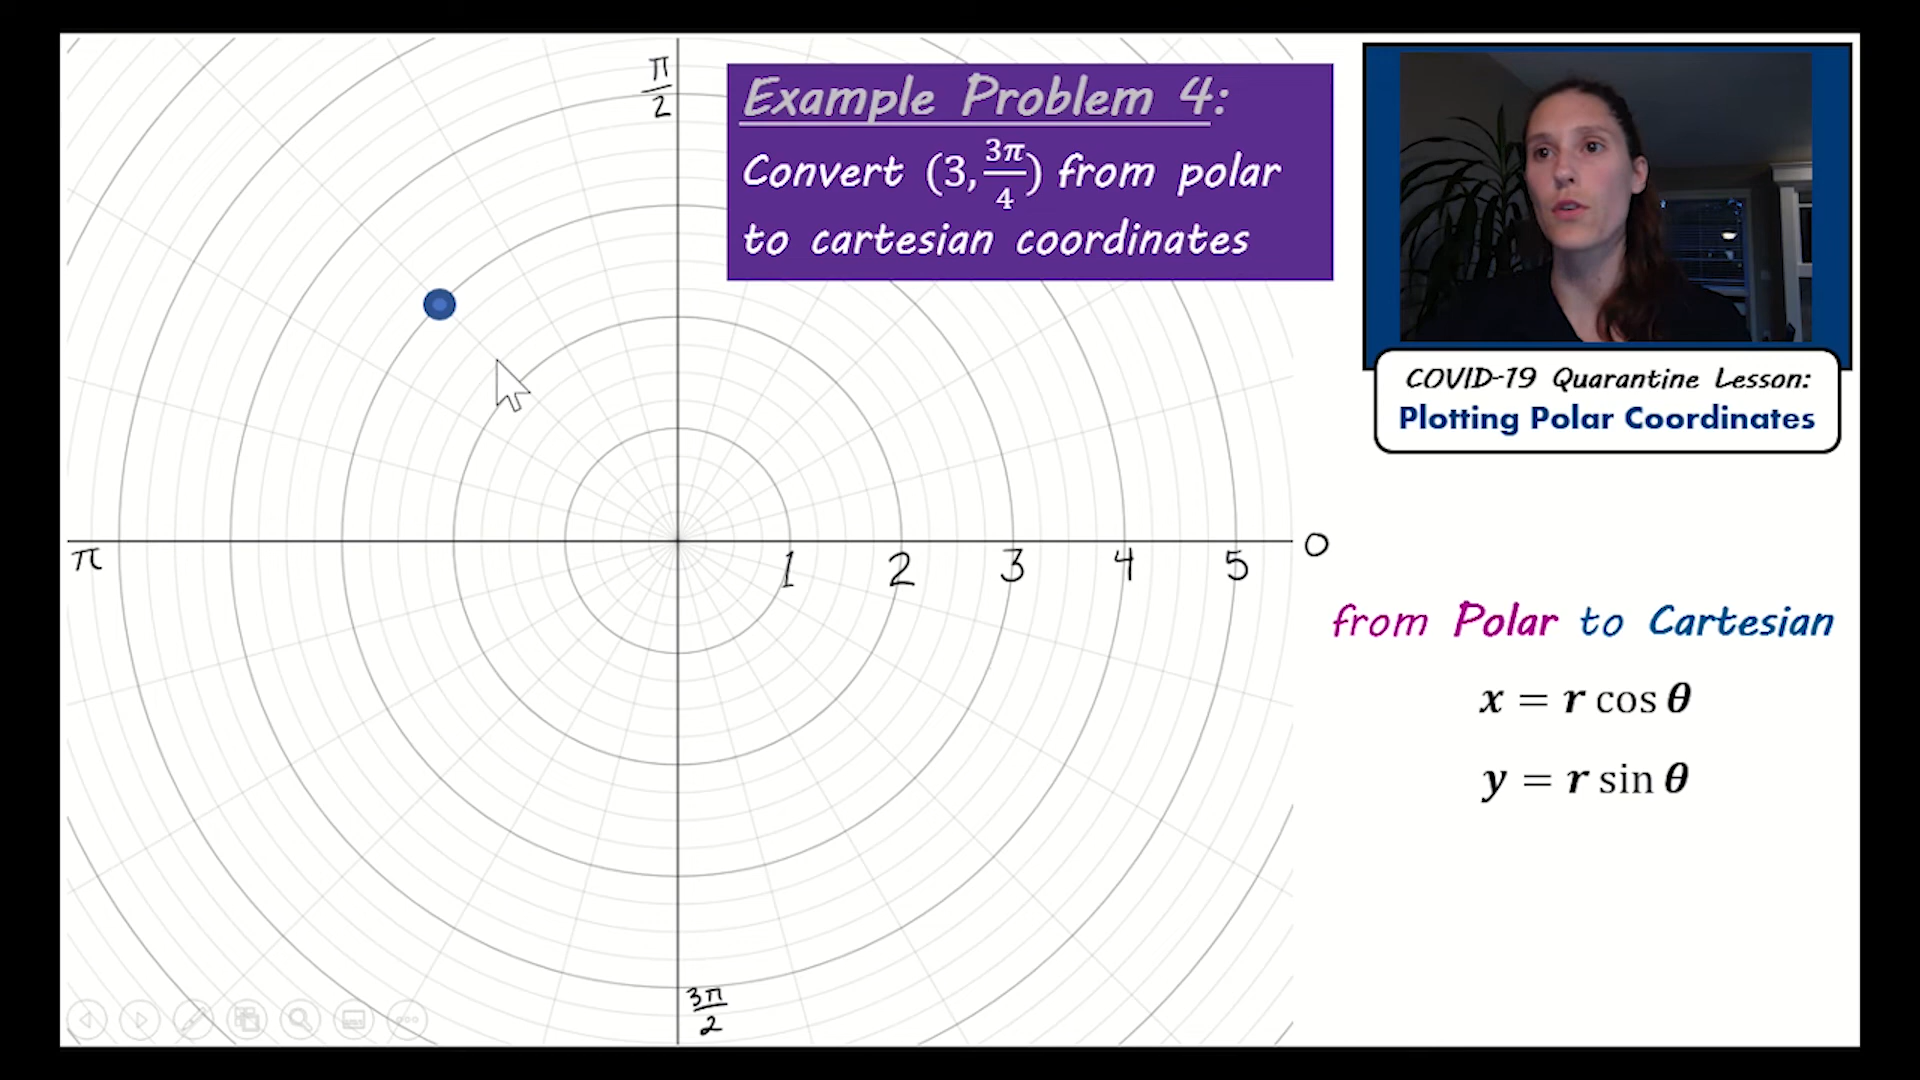 π/2
Example Problem 4:
Convert (3, 3π/4) from polar
to cartesian coordinates
COVID-19 Quarantine Lesson:
Plotting Polar Coordinates
π
1 2 3 4 5 0
from Polar to Cartesian
x = r cos θ
y = r sin θ
3π/2